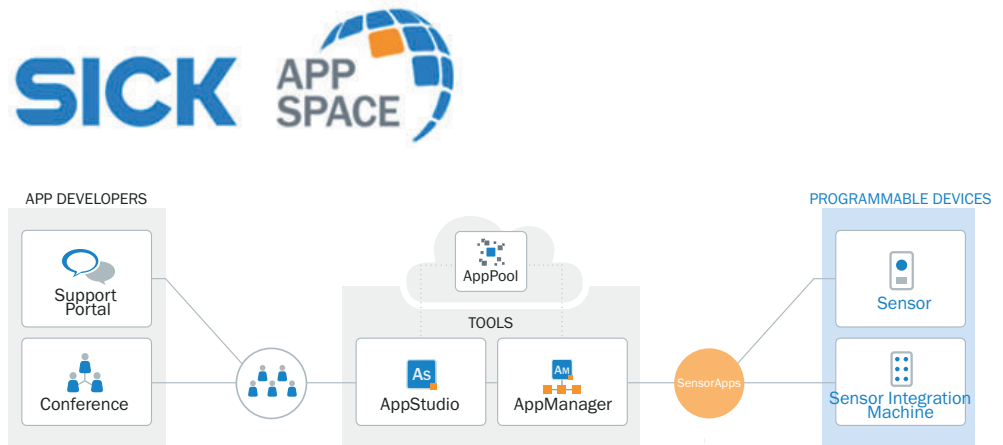 SICK
APP
SPACE
APP DEVELOPERS
PROGRAMMABLE DEVICES
Support
Portal
Conference
AppPool
TOOLS
As
AppStudio
AM
AppManager
SensorApps
Sensor
Sensor Integration
Machine